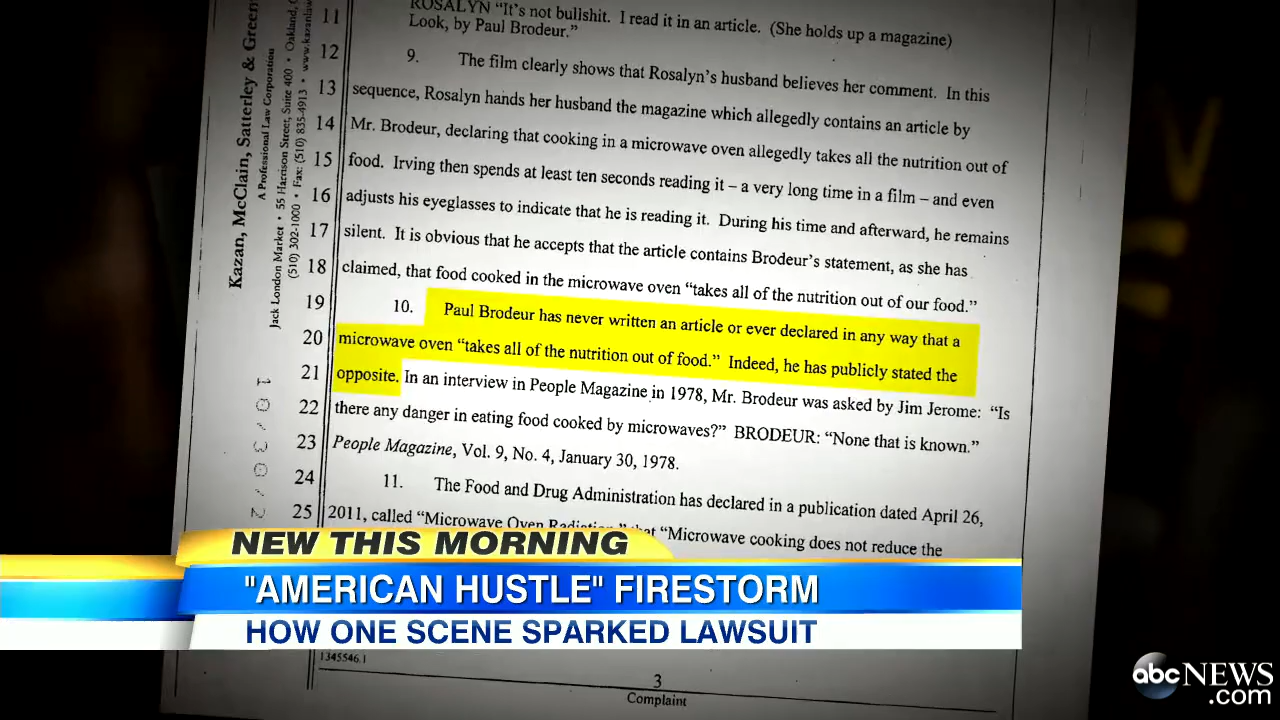 11 ROSALYN "It's not bullshit. I read it in an article. (She holds up a magazine)
Look, by Paul Brodeur."
12 9. The film clearly shows that Rosalyn's husband believes her comment. In this
13 sequence, Rosalyn hands her husband the magazine which allegedly contains an article by
14 Mr. Brodeur, declaring that cooking in a microwave oven allegedly takes all the nutrition out of
15 food. Irving then spends at least ten seconds reading it – a very long time in a film – and even
16 adjusts his eyeglasses to indicate that he is reading it. During his time and afterward, he remains
17 silent. It is obvious that he accepts that the article contains Brodeur's statement, as she has
18 claimed, that food cooked in the microwave oven "takes all of the nutrition out of our food."
19 10. Paul Brodeur has never written an article or ever declared in any way that a
20 microwave oven "takes all of the nutrition out of food." Indeed, he has publicly stated the
21 opposite. In an interview in People Magazine in 1978, Mr. Brodeur was asked by Jim Jerome: "Is
22 there any danger in eating food cooked by microwaves?" BRODEUR: "None that is known."
23 People Magazine, Vol. 9, No. 4, January 30, 1978.
24 11. The Food and Drug Administration has declared in a publication dated April 26,
25 2011, called "Microwave Oven Radiation," that "Microwave cooking does not reduce the
Kazan, McClain, Satterley & Green
A Professional Law Corporation
Jack London Market • 55 Harrison Street, Suite 400 • Oakland,
(510) 302-1000 • Fax: (510) 835-4913 • www.kazanlaw
10/30/2
NEW THIS MORNING
"AMERICAN HUSTLE" FIRESTORM
HOW ONE SCENE SPARKED LAWSUIT
1345546.1
3
Complaint
abc NEWS
.com